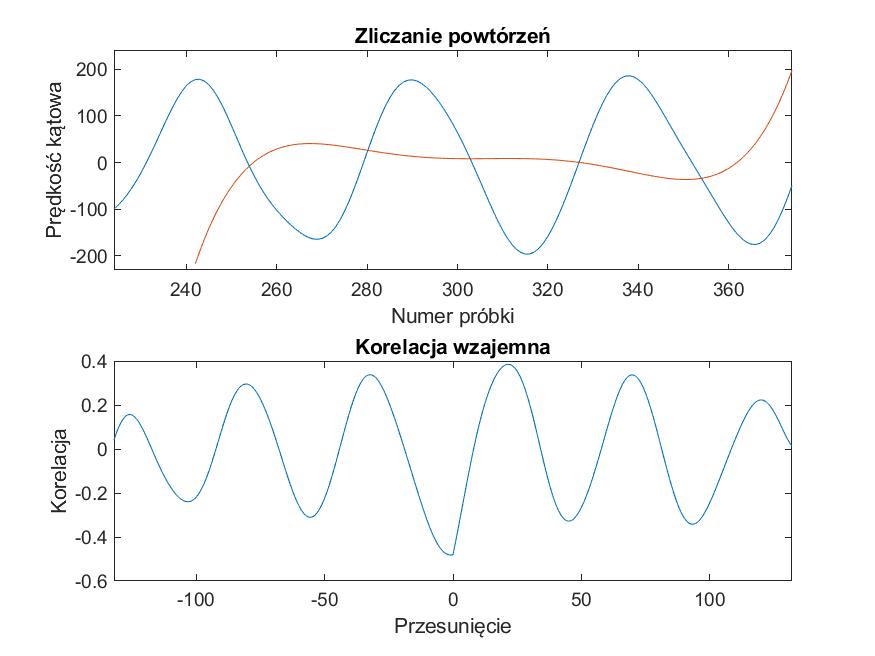 Zliczanie powtórzeń
Prędkość kątowa
200
100
0
-100
-200
240 260 280 300 320 340 360
Numer próbki
Korelacja wzajemna
Korelacja
0.4
0.2
0
-0.2
-0.4
-0.6
-100 -50 0 50 100
Przesunięcie